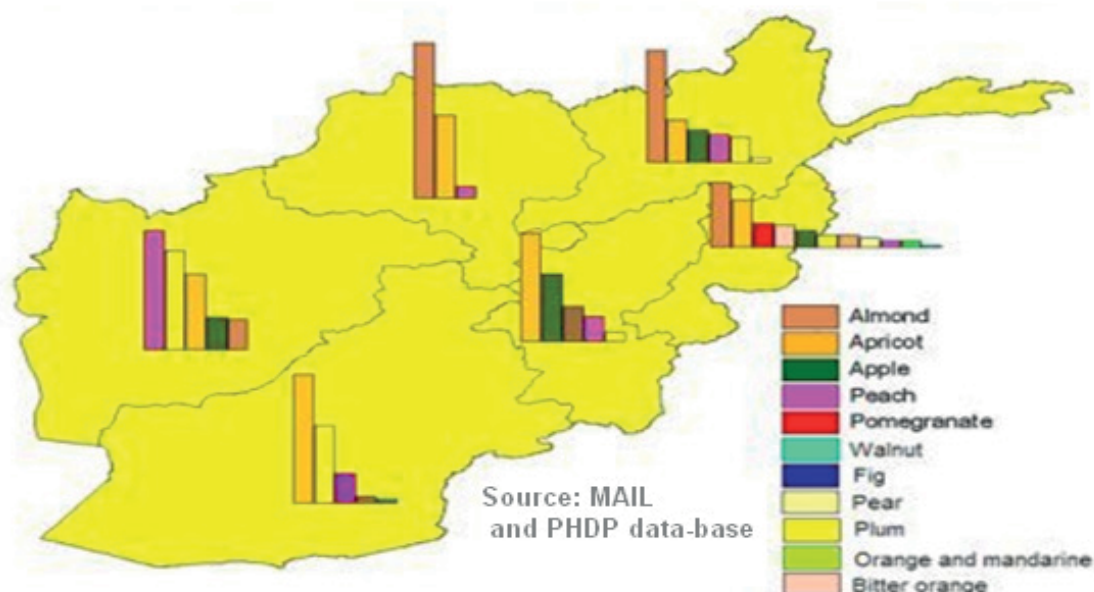 Almond
Apricot
Apple
Peach
Pomegranate
Walnut
Fig
Pear
Plum
Orange and mandarine
Bitter orange
Source: MAIL
and PHDP data-base